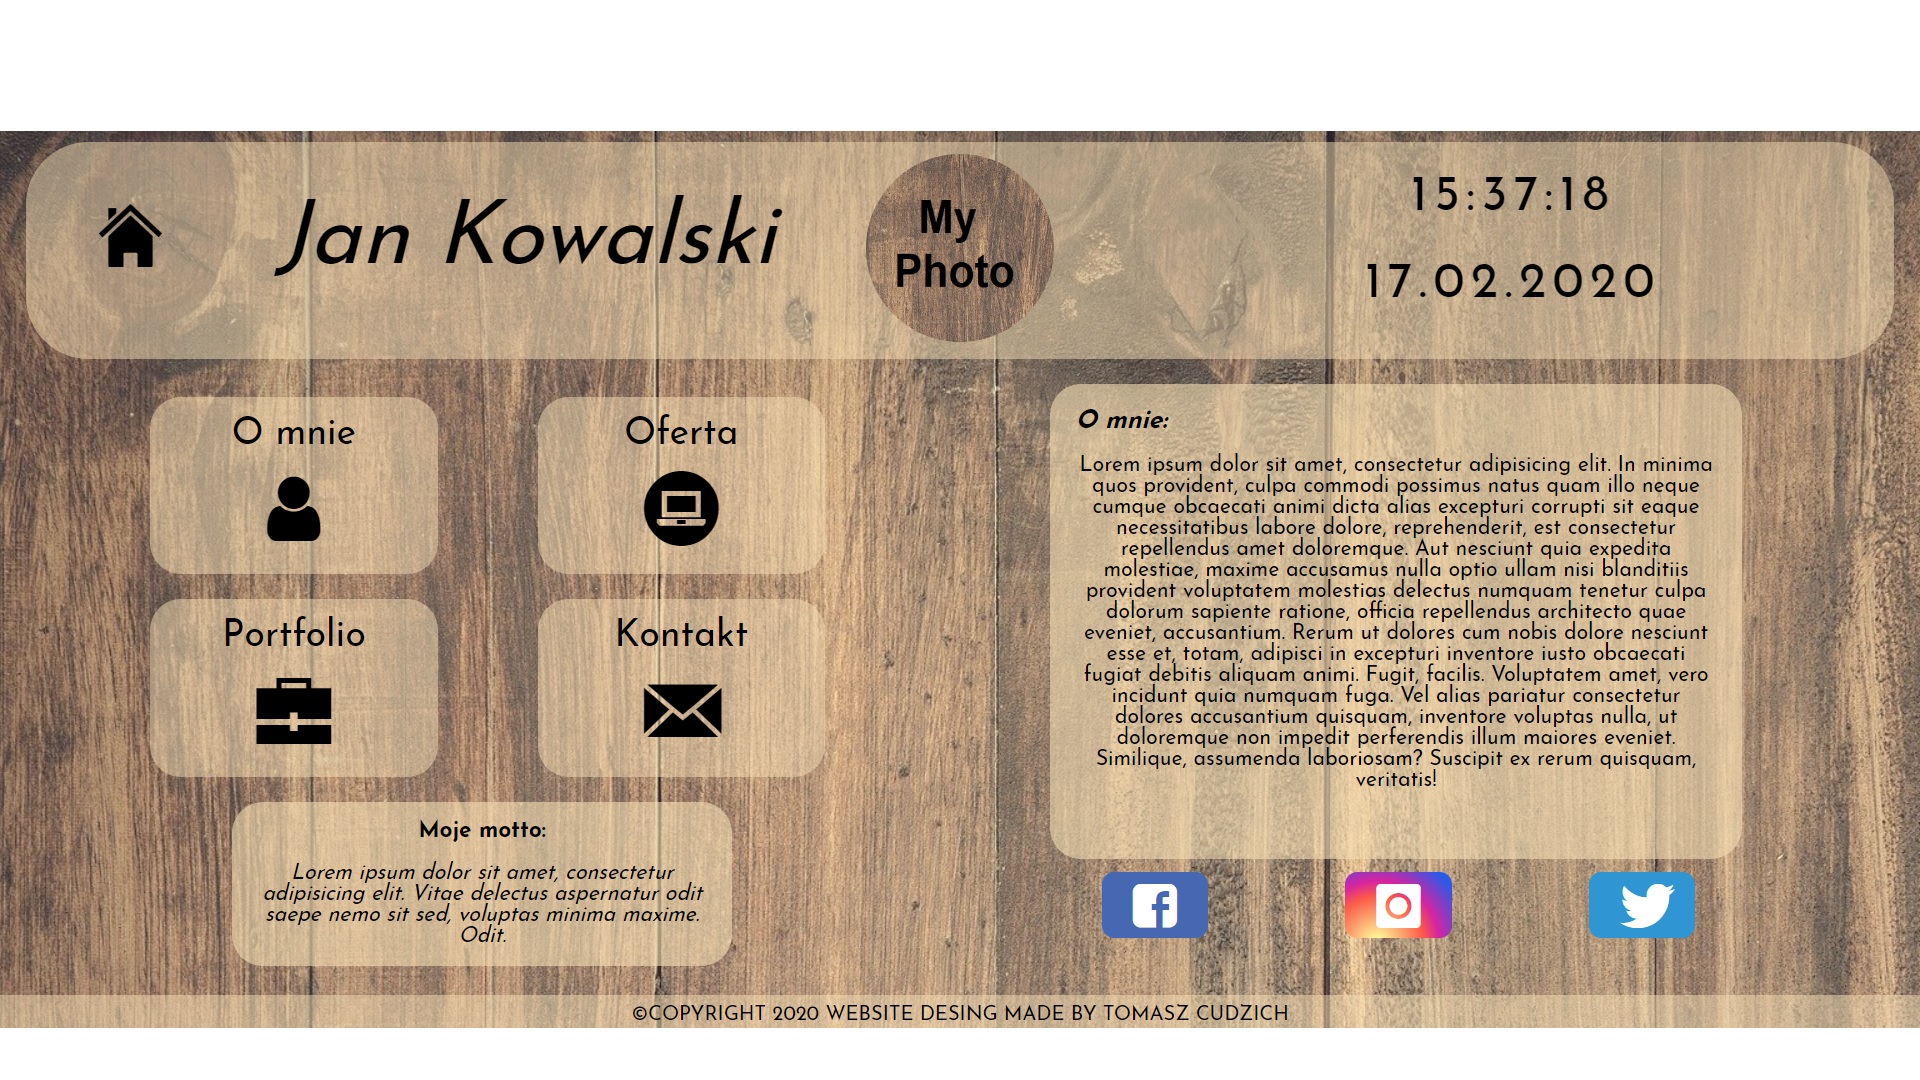 Jan Kowalski
My
Photo
15:37:18
17.02.2020
O mnie
Oferta
Portfolio
Kontakt
Moje motto:
Lorem ipsum dolor sit amet, consectetur
adipisicing elit. Vitae delectus aspernatur odit
saepe nemo sit sed, voluptas minima maxime.
Odit.
O mnie:
Lorem ipsum dolor sit amet, consectetur adipisicing elit. In minima
quos provident, culpa commodi possimus natus quam illo neque
cumque obcaecati animi dicta alias excepturi corrupti sit eaque
necessitatibus labore dolore, reprehenderit, est consectetur
repellendus amet doloremque. Aut nesciunt quia expedita
molestiae, maxime accusamus nulla optio ullam nisi blanditiis
provident voluptatem molestias delectus numquam tenetur culpa
dolorum sapiente ratione, officia repellendus architecto quae
eveniet, accusantium. Rerum ut dolores cum nobis dolore nesciunt
esse et, totam, adipisci in excepturi inventore iusto obcaecati
fugiat debitis aliquam animi. Fugit, facilis. Voluptatem amet, vero
incidunt quia numquam fuga. Vel alias pariatur consectetur
dolores accusantium quisquam, inventore voluptas nulla, ut
doloremque non impedit perferendis illum maiores eveniet.
Similique, assumenda laboriosam? Suscipit ex rerum quisquam,
veritatis!
©COPYRIGHT 2020 WEBSITE DESING MADE BY TOMASZ CUDZICH